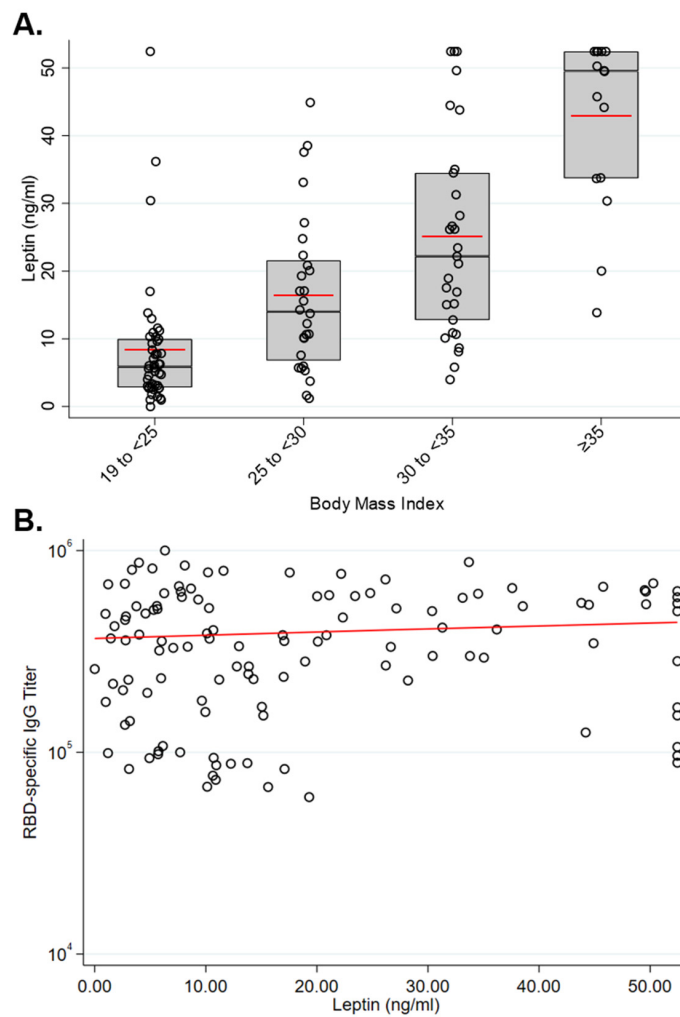 A.
Leptin (ng/ml)
50
40
30
20
10
0
19 to <25
25 to <30
30 to <35
≥35
Body Mass Index
B.
RBD-specific IgG Titer
10⁶
10⁵
10⁴
0.00 10.00 20.00 30.00 40.00 50.00
Leptin (ng/ml)